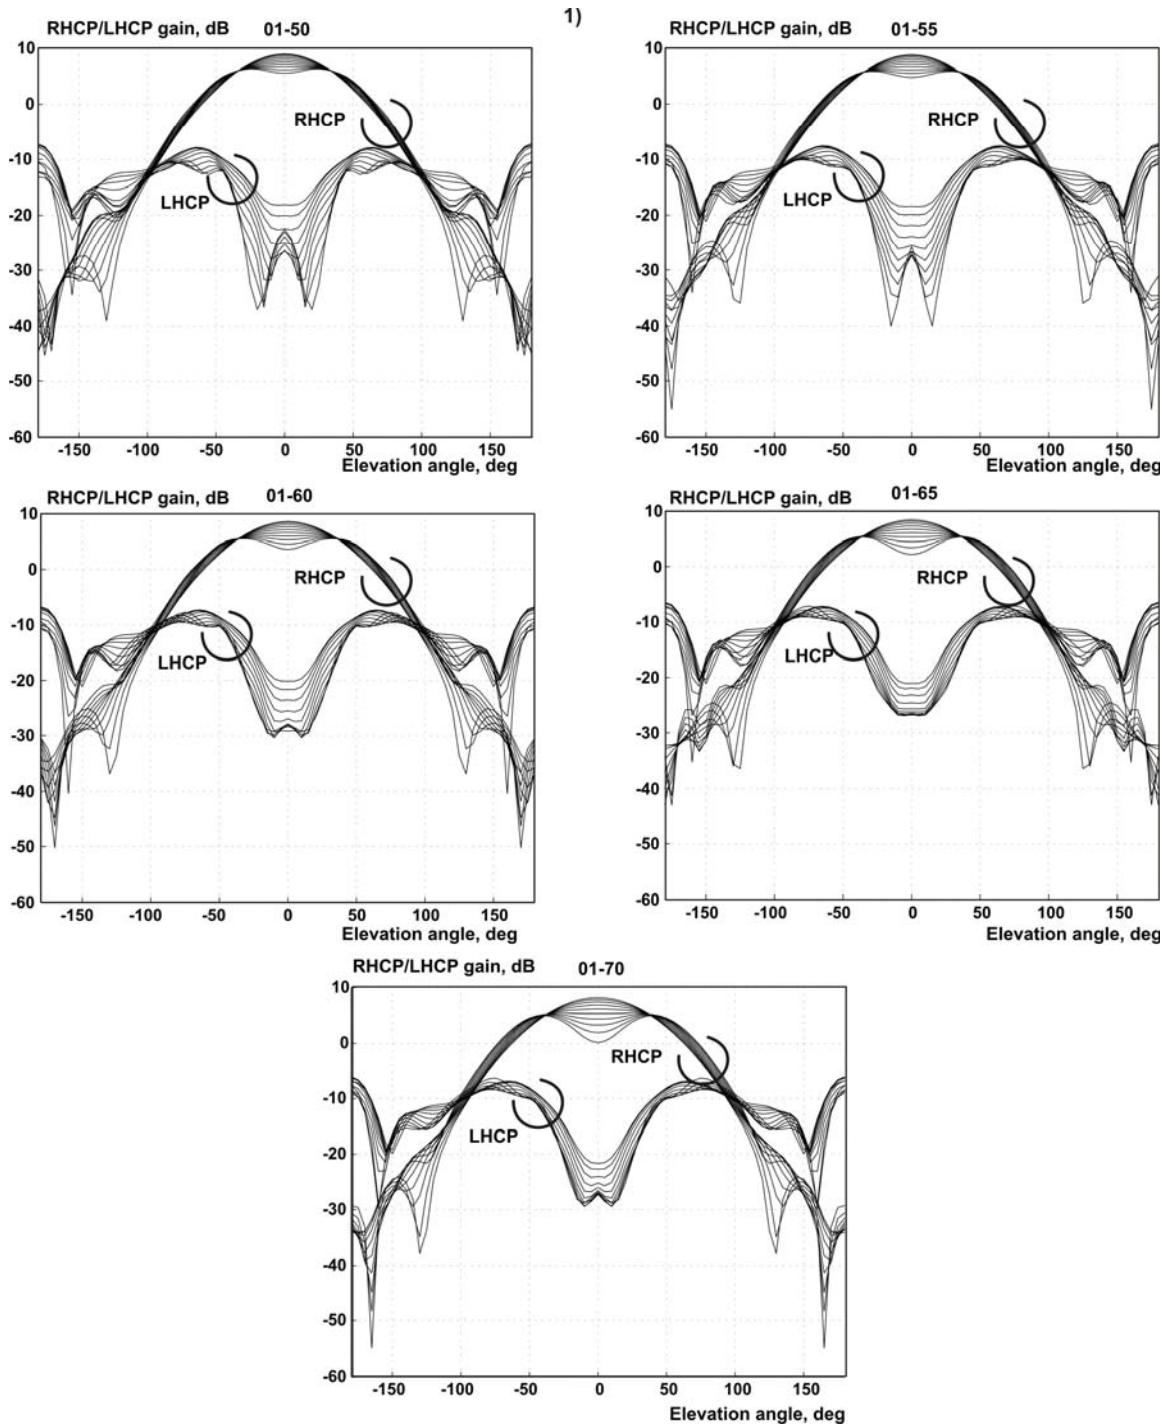 1)
RHCP/LHCP gain, dB 01-50
10
0
-10
-20
-30
-40
-50
-60
RHCP
LHCP
-150 -100 -50 0 50 100 150
Elevation angle, deg
RHCP/LHCP gain, dB 01-55
10
0
-10
-20
-30
-40
-50
-60
RHCP
LHCP
-150 -100 -50 0 50 100 150
Elevation angle, deg
RHCP/LHCP gain, dB 01-60
10
0
-10
-20
-30
-40
-50
-60
RHCP
LHCP
-150 -100 -50 0 50 100 150
Elevation angle, deg
RHCP/LHCP gain, dB 01-65
10
0
-10
-20
-30
-40
-50
-60
RHCP
LHCP
-150 -100 -50 0 50 100 150
Elevation angle, deg
RHCP/LHCP gain, dB 01-70
10
0
-10
-20
-30
-40
-50
-60
RHCP
LHCP
-150 -100 -50 0 50 100 150
Elevation angle, deg